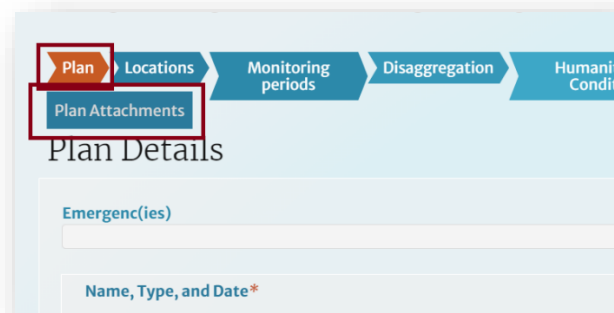 Plan
Locations
Monitoring
periods
Disaggregation
Plan Attachments
Plan Details
Emergenc(ies)
Name, Type, and Date*